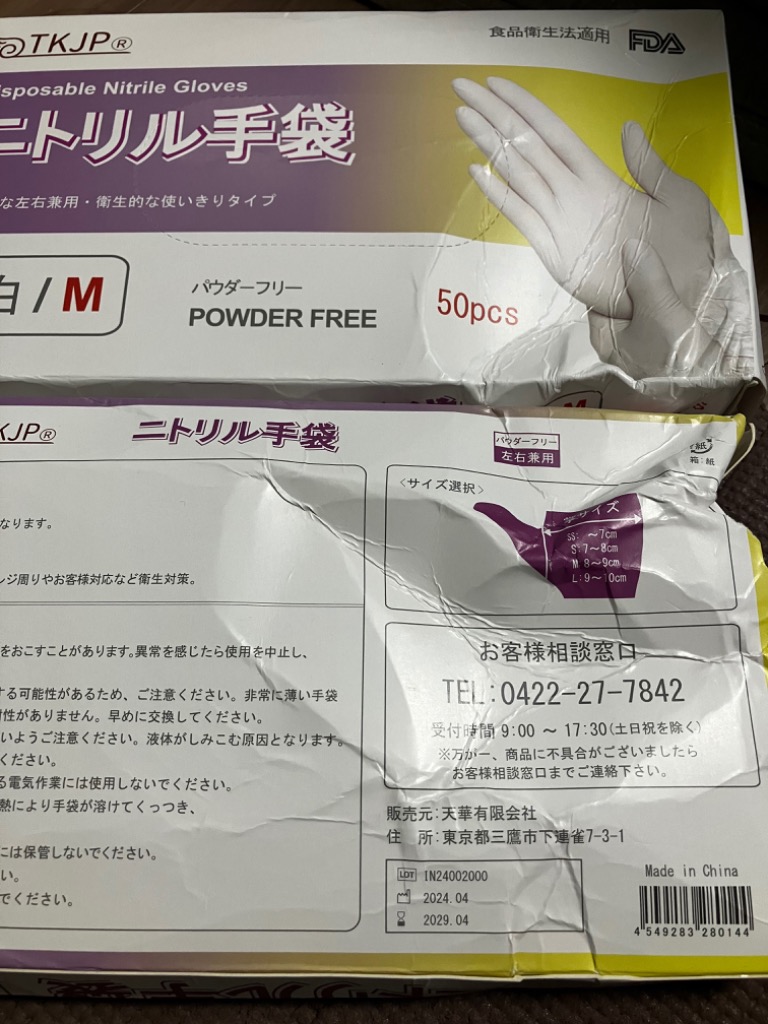 TKJP®
食品衛生法適用 FDA
isposable Nitrile Gloves
ニトリル手袋
な左右兼用・衛生的な使いきりタイプ
白/M
パウダーフリー
POWDER FREE
50pcs
KJP®
ニトリル手袋
パウダーフリー
左右兼用
紙
箱:紙
なります。
レジ周りやお客様対応など衛生対策。
をおこすことがあります。異常を感じたら使用を中止し、
する可能性があるため、ご注意ください。非常に薄い手袋
性がありません。早めに交換してください。
いようご注意ください。液体がしみこむ原因となります。
ください。
る電気作業には使用しないでください。
熱により手袋が溶けてくっつき、
には保管しないでください。
い。
でください。
〈サイズ選択〉
サイズ
SS: ~7cm
S:7~8cm
M:8~9cm
L:9~10cm
お客様相談窓口
TEL:0422-27-7842
受付時間 9:00 ~ 17:30(土日祝を除く)
※万が一、商品に不具合がございましたら
お客様相談窓口までご連絡下さい。
販売元:天華有限会社
住 所:東京都三鷹市下連雀7-3-1
LOT IN24002000
2024.04
2029.04
Made in China
4 549283 280144